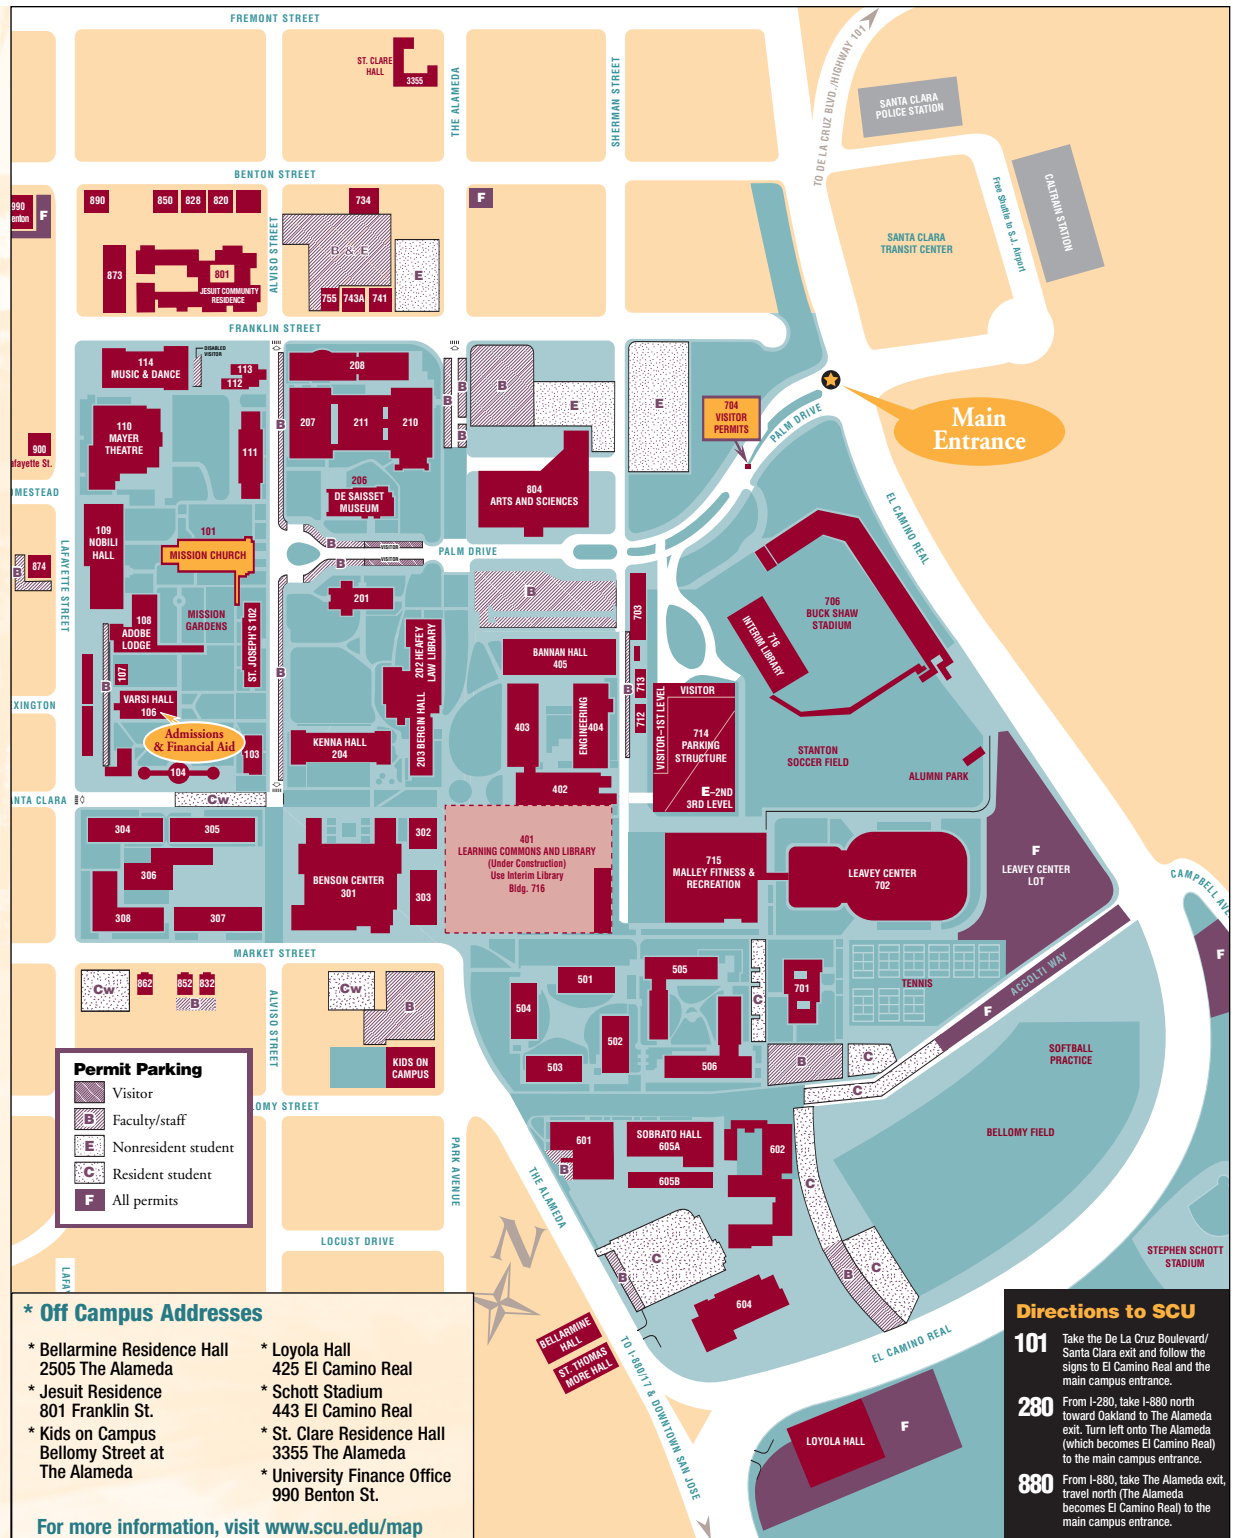 FREMONT STREET
ST. CLARE
HALL
3355
THE ALAMEDA
SHERMAN STREET
TO DE LA CRUZ BLVD./HIGHWAY 101
SANTA CLARA
POLICE STATION
BENTON STREET
Free Shuttle to S.J. Airport
CALTRAIN STATION
SANTA CLARA
TRANSIT CENTER
990
enton
F
890
850
828
820
734
F
ALVISO STREET
B & E
E
873
801
JESUIT COMMUNITY
RESIDENCE
755
743A
741
FRANKLIN STREET
DISABLED
VISITOR
114
MUSIC & DANCE
113
112
208
B
B
B
B
B
E
E
704
VISITOR
PERMITS
PALM DRIVE
Main
Entrance
110
MAYER
THEATRE
111
207
211
210
900
afayette St.
206
DE SAISSET
MUSEUM
804
ARTS AND SCIENCES
OMESTEAD
EL CAMINO REAL
109
NOBILI
HALL
101
MISSION CHURCH
B
VISITOR
VISITOR
B
PALM DRIVE
LAFAYETTE STREET
874
B
B
201
703
706
BUCK SHAW
STADIUM
716
INTERIM LIBRARY
MISSION
GARDENS
108
ADOBE
LODGE
ST. JOSEPH'S 102
202 HEAFEY
LAW LIBRARY
BANNAN HALL
405
107
B
B
B
713
712
VISITOR
VISITOR–1ST LEVEL
XINGTON
VARSI HALL
106
Admissions
& Financial Aid
103
104
KENNA HALL
204
203 BERGIN HALL
403
ENGINEERING
404
714
PARKING
STRUCTURE
E–2ND
3RD LEVEL
STANTON
SOCCER FIELD
ALUMNI PARK
402
ANTA CLARA
Cw
304
305
306
308
307
BENSON CENTER
301
302
303
401
LEARNING COMMONS AND LIBRARY
(Under Construction)
Use Interim Library
Bldg. 716
715
MALLEY FITNESS &
RECREATION
LEAVEY CENTER
702
F
LEAVEY CENTER
LOT
CAMPBELL AVE
MARKET STREET
F
Cw
862
852
832
B
ALVISO STREET
Cw
B
KIDS ON
CAMPUS
501
505
504
502
503
506
C
701
TENNIS
ACCOLTI WAY
F
B
C
C
SOFTBALL
PRACTICE
BELLOMY FIELD
Permit Parking
Visitor
B Faculty/staff
E Nonresident student
C Resident student
F All permits
LOMY STREET
PARK AVENUE
THE ALAMEDA
601
B
SOBRATO HALL
605A
605B
602
C
LOCUST DRIVE
N
C
B
B
C
STEPHEN SCHOTT
STADIUM
604
BELLARMINE
HALL
ST. THOMAS
MORE HALL
TO I-880/17 & DOWNTOWN SAN JOSE
EL CAMINO REAL
LOYOLA HALL
F
LAFA
* Off Campus Addresses
* Bellarmine Residence Hall
2505 The Alameda
* Jesuit Residence
801 Franklin St.
* Kids on Campus
Bellomy Street at
The Alameda
* Loyola Hall
425 El Camino Real
* Schott Stadium
443 El Camino Real
* St. Clare Residence Hall
3355 The Alameda
* University Finance Office
990 Benton St.
For more information, visit www.scu.edu/map
Directions to SCU
101 Take the De La Cruz Boulevard/
Santa Clara exit and follow the
signs to El Camino Real and the
main campus entrance.
280 From I-280, take I-880 north
toward Oakland to The Alameda
exit. Turn left onto The Alameda
(which becomes El Camino Real)
to the main campus entrance.
880 From I-880, take The Alameda exit,
travel north (The Alameda
becomes El Camino Real) to the
main campus entrance.